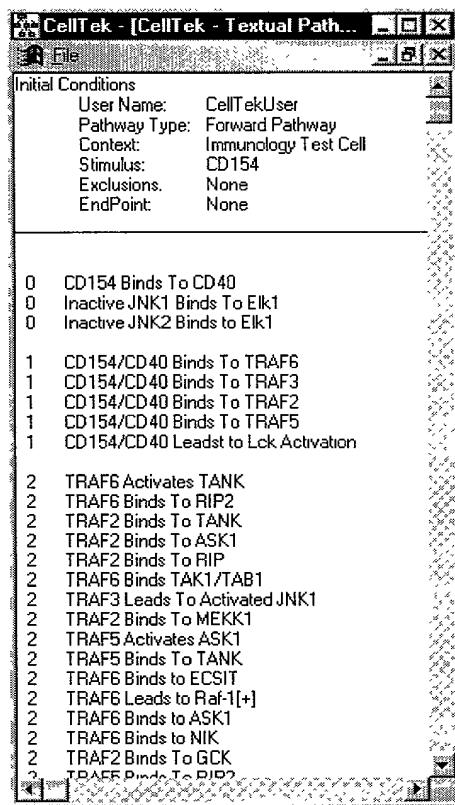 CellTek - [CellTek - Textual Path...
File
Initial Conditions
User Name: CellTekUser
Pathway Type: Forward Pathway
Context: Immunology Test Cell
Stimulus: CD154
Exclusions. None
EndPoint: None
0 CD154 Binds To CD40
0 Inactive JNK1 Binds To Elk1
0 Inactive JNK2 Binds to Elk1
1 CD154/CD40 Binds To TRAF6
1 CD154/CD40 Binds To TRAF3
1 CD154/CD40 Binds To TRAF2
1 CD154/CD40 Binds To TRAF5
1 CD154/CD40 Leadst to Lck Activation
2 TRAF6 Activates TANK
2 TRAF6 Binds To RIP2
2 TRAF2 Binds To TANK
2 TRAF2 Binds To ASK1
2 TRAF2 Binds To RIP
2 TRAF6 Binds TAK1/TAB1
2 TRAF3 Leads To Activated JNK1
2 TRAF2 Binds To MEKK1
2 TRAF5 Activates ASK1
2 TRAF5 Binds To TANK
2 TRAF6 Binds to ECSIT
2 TRAF6 Leads to Raf-1[+]
2 TRAF6 Binds to ASK1
2 TRAF6 Binds to NIK
2 TRAF2 Binds To GCK
2 Binds To RIP2